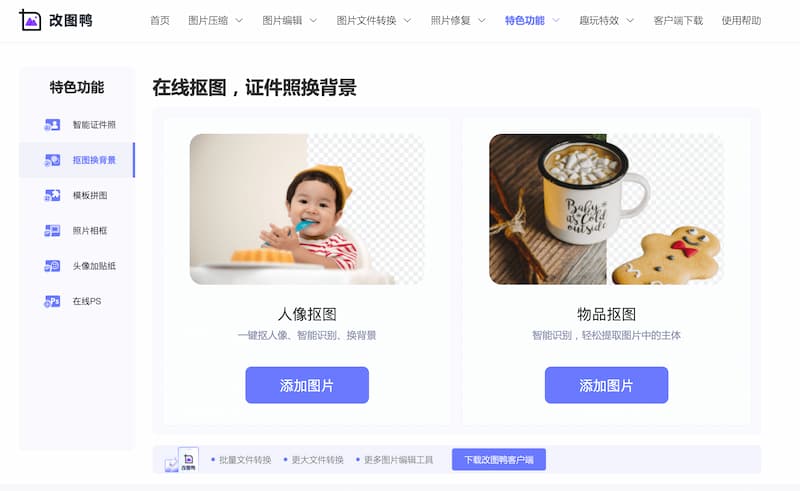 改图鸭
首页 图片压缩 图片编辑 图片文件转换 照片修复 特色功能 趣玩特效 客户端下载 使用帮助
特色功能
智能证件照
抠图换背景
模板拼图
照片相框
头像加贴纸
在线PS
在线抠图，证件照换背景
人像抠图
一键抠人像、智能识别、换背景
添加图片
Baby
it's Cold
outside
物品抠图
智能识别，轻松提取图片中的主体
添加图片
改图鸭
批量文件转换 更大文件转换 更多图片编辑工具 下载改图鸭客户端